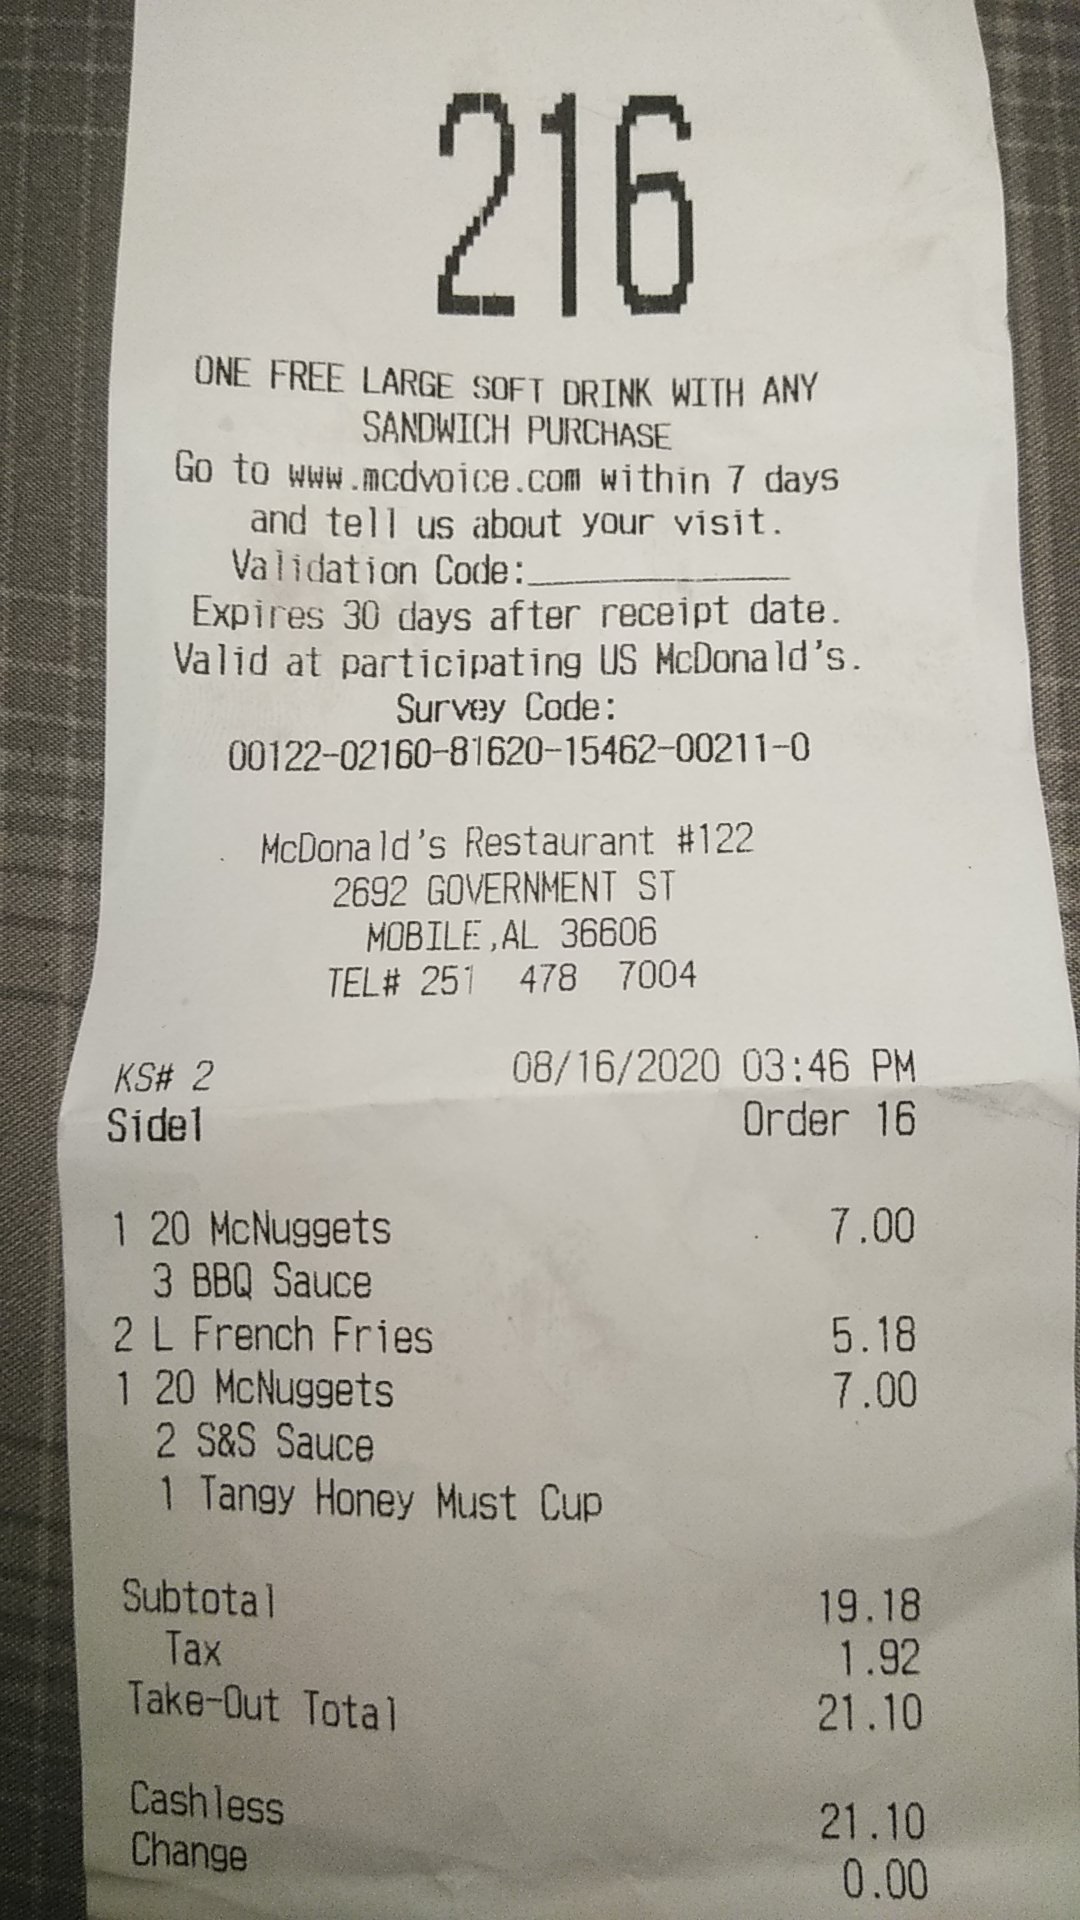 216
ONE FREE LARGE SOFT DRINK WITH ANY
SANDWICH PURCHASE
Go to www.mcdvoice.com within 7 days
and tell us about your visit.
Validation Code:____________
Expires 30 days after receipt date.
Valid at participating US McDonald's.
Survey Code:
00122-02160-81620-15462-00211-0
McDonald's Restaurant #122
2692 GOVERNMENT ST
MOBILE,AL 36606
TEL# 251 478 7004
KS# 2 08/16/2020 03:46 PM
Side1 Order 16
1 20 McNuggets 7.00
3 BBQ Sauce
2 L French Fries 5.18
1 20 McNuggets 7.00
2 S&S Sauce
1 Tangy Honey Must Cup
Subtotal 19.18
Tax 1.92
Take-Out Total 21.10
Cashless 21.10
Change 0.00